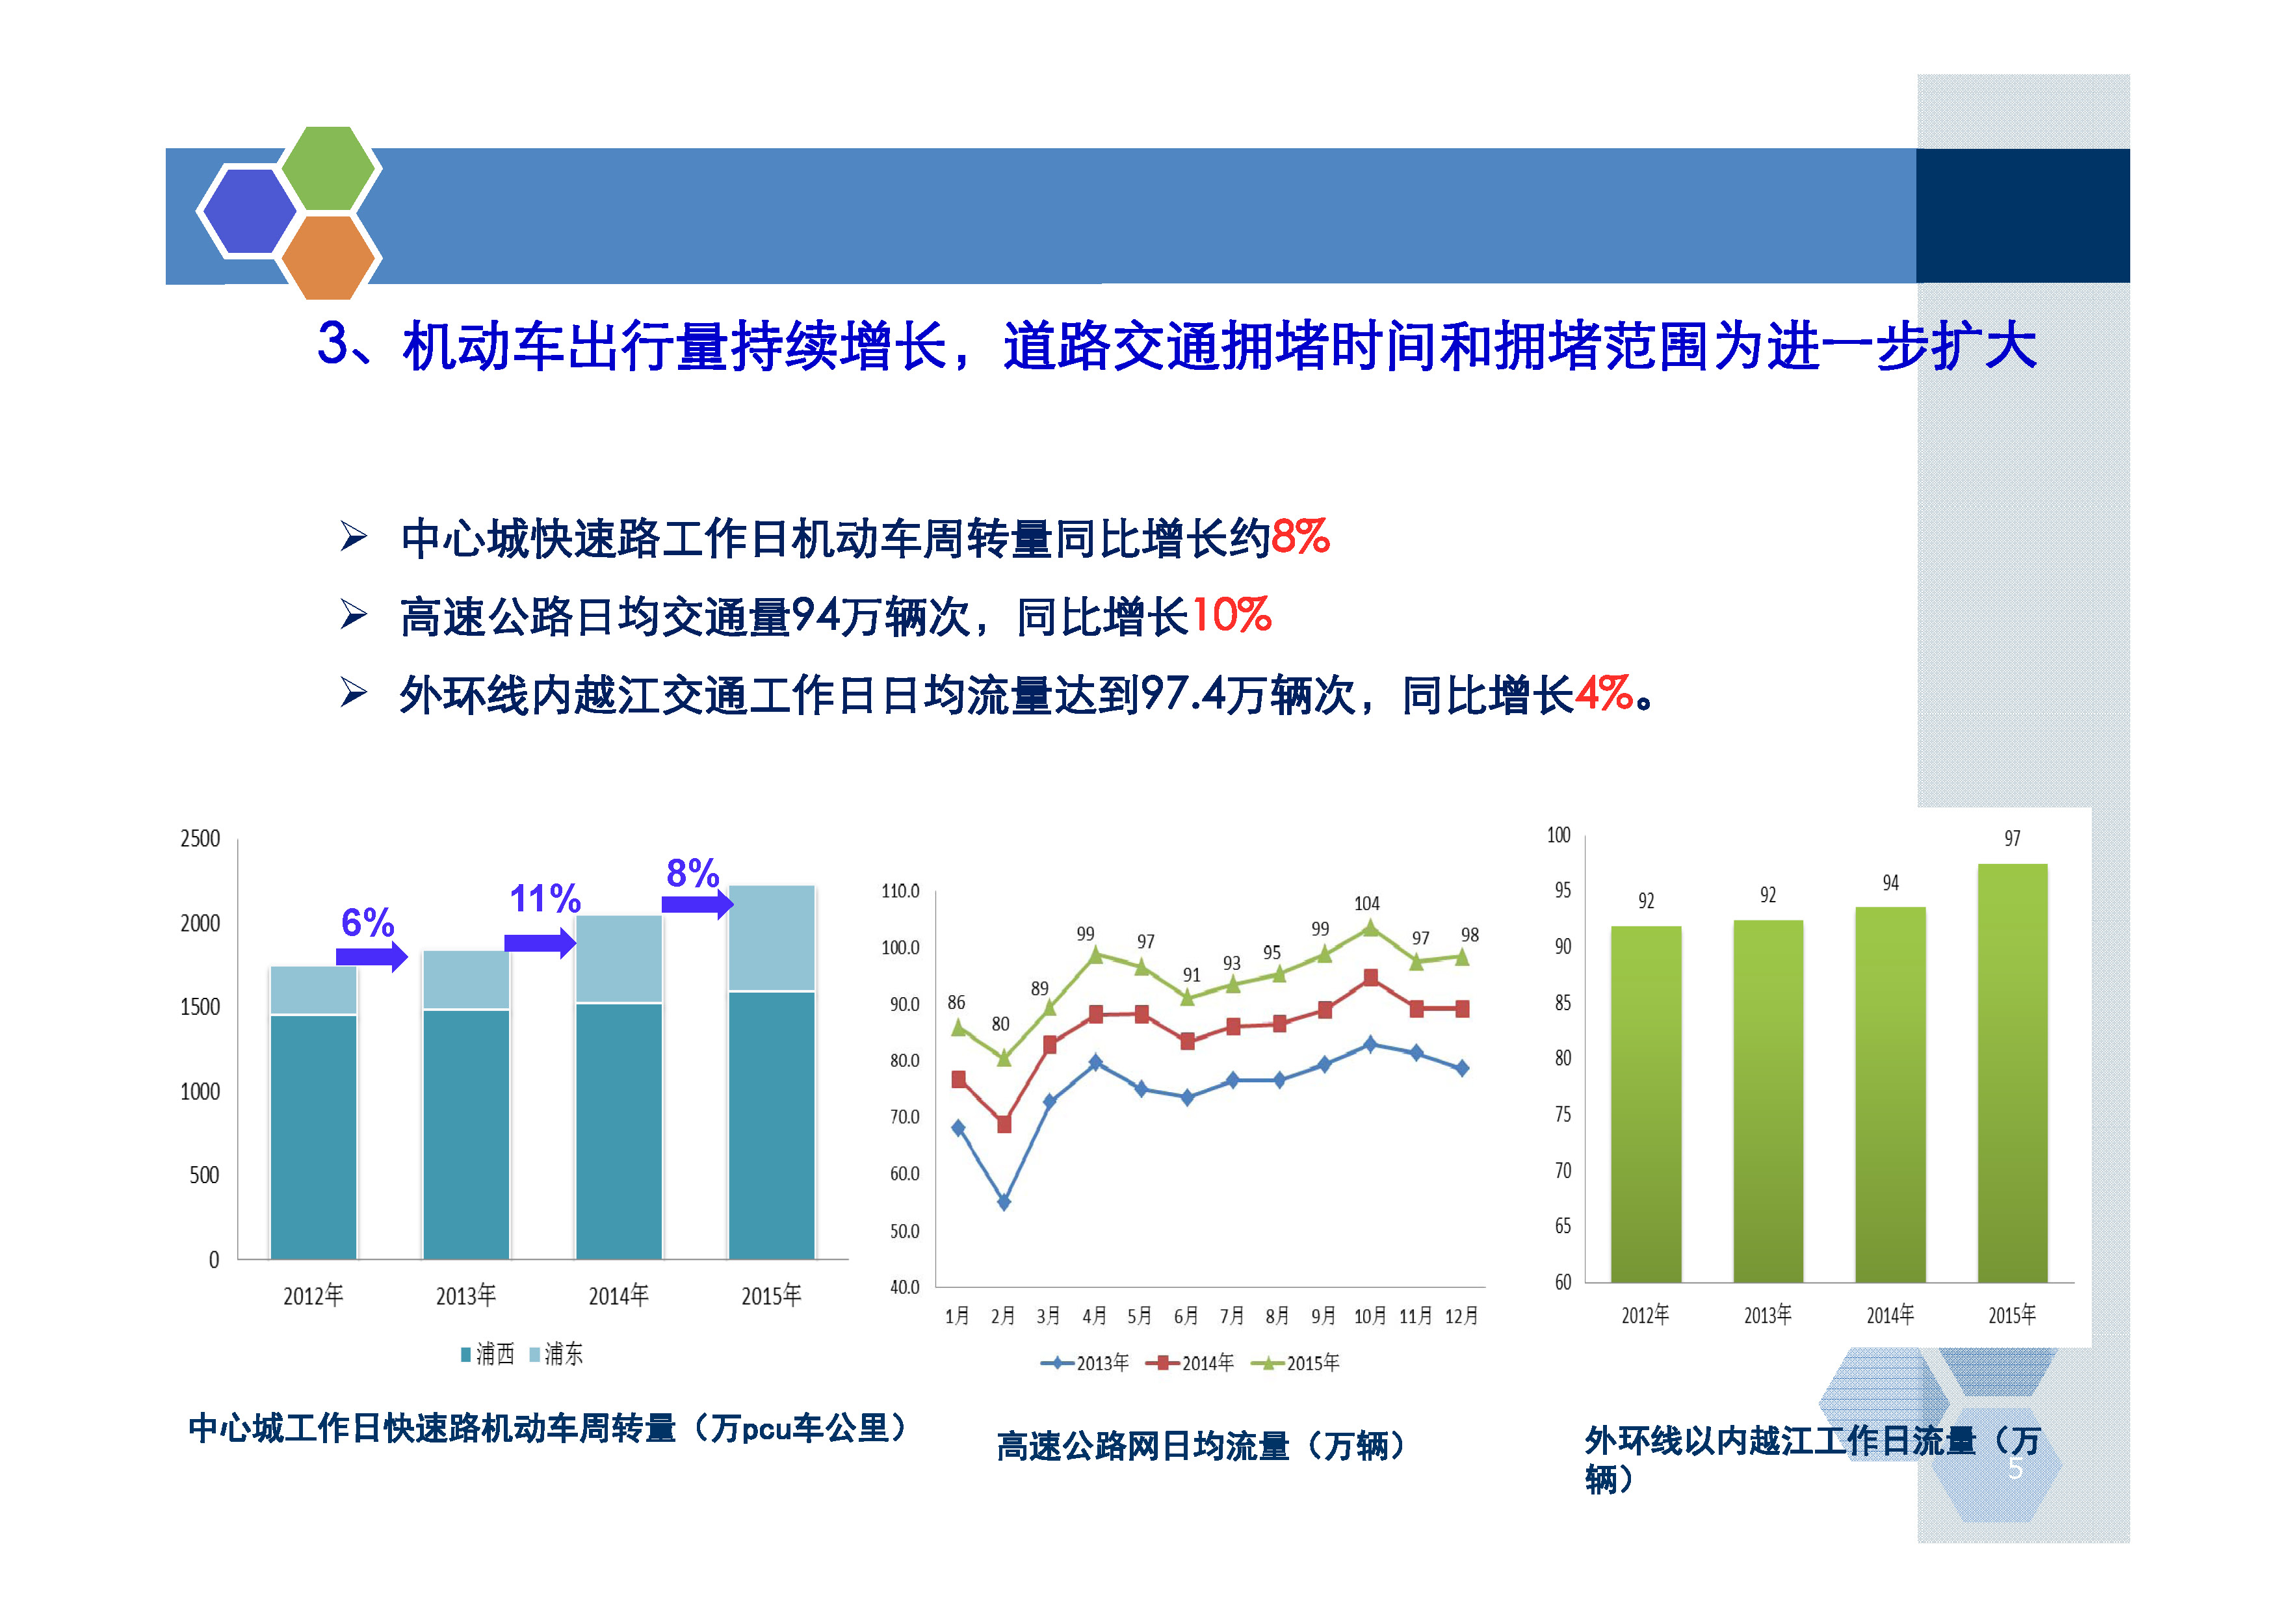 3、机动车出行量持续增长，道路交通拥堵时间和拥堵范围为进一步扩大
中心城快速路工作日机动车周转量同比增长约8%
高速公路日均交通量94万辆次，同比增长10%
外环线内越江交通工作日日均流量达到97.4万辆次，同比增长4%。
2500
2000
1500
1000
500
0
6%
11%
8%
2012年 2013年 2014年 2015年
浦西 浦东
中心城工作日快速路机动车周转量（万pcu车公里）
110.0
100.0
90.0
80.0
70.0
60.0
50.0
40.0
86 80 89 99 97 91 93 95 99 104 97 98
1月 2月 3月 4月 5月 6月 7月 8月 9月 10月 11月 12月
2013年 2014年 2015年
高速公路网日均流量（万辆）
100
95
90
85
80
75
70
65
60
92 92 94 97
2012年 2013年 2014年 2015年
外环线以内越江工作日流量（万
辆）
5